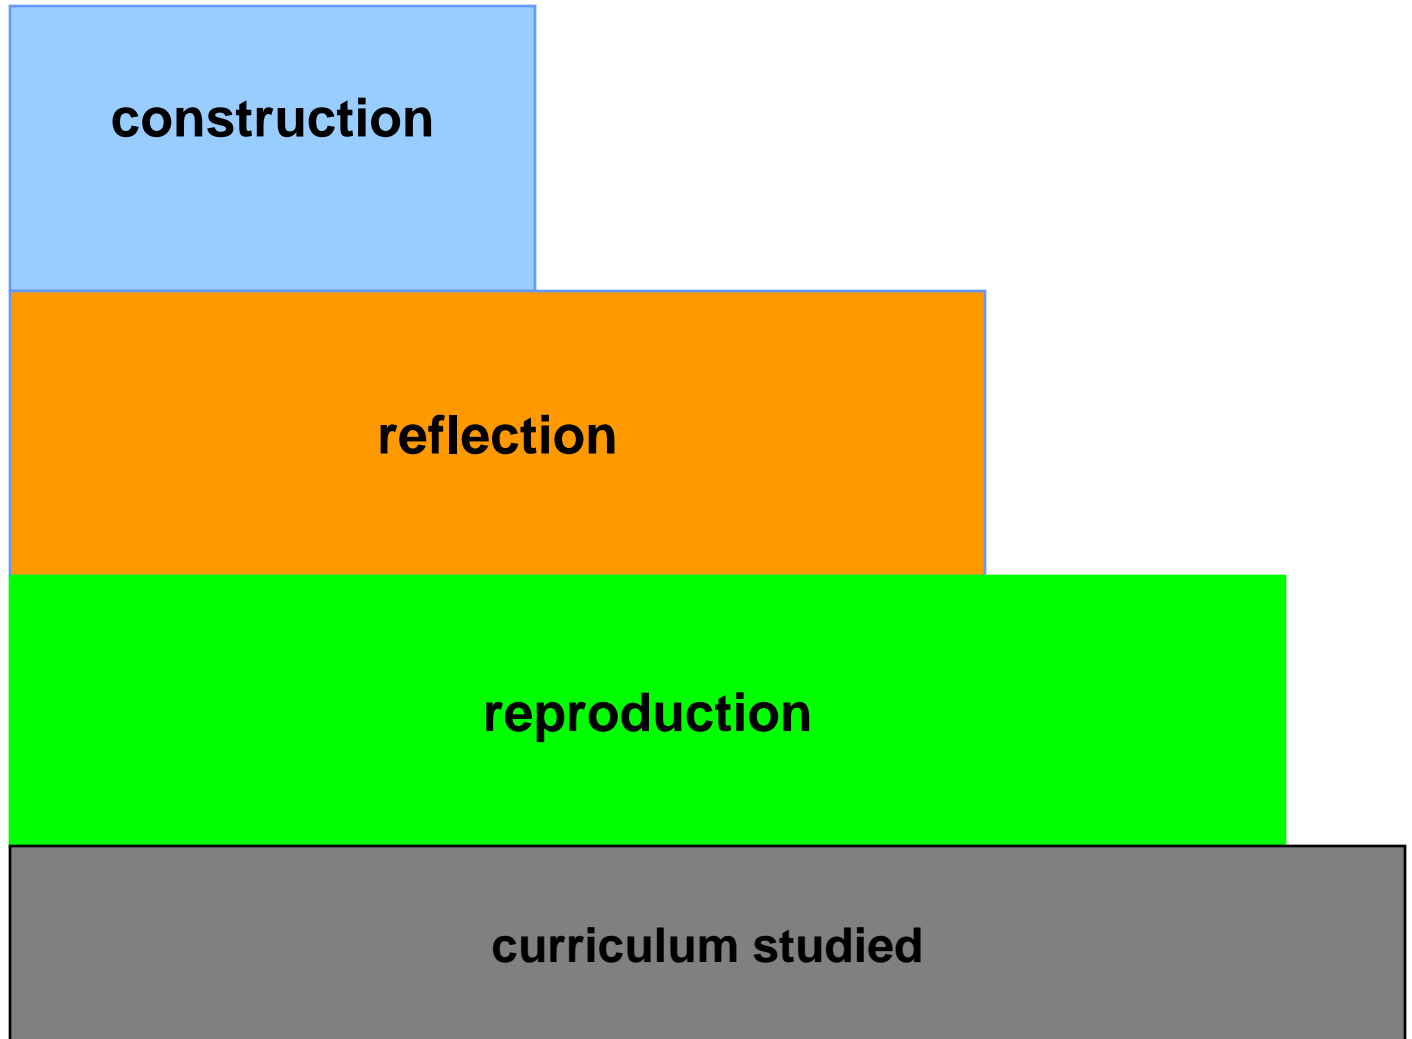 construction
reflection
reproduction
curriculum studied